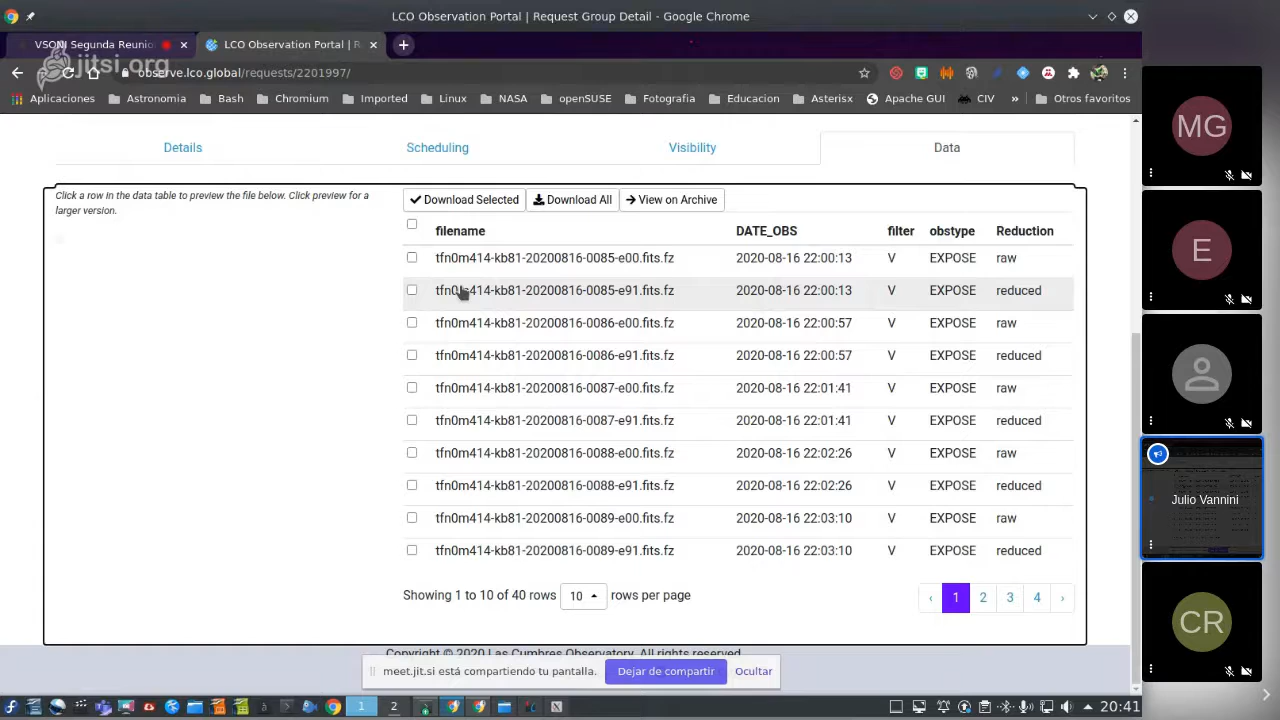 LCO Observation Portal | Request Group Detail - Google Chrome
VSONI Segunda Reunio
LCO Observation Portal | R
jitsi.org
observe.lco.global/requests/2201997/
Aplicaciones Astronomia Bash Chromium Imported Linux NASA openSUSE Fotografia Educacion Asterisx Apache GUI CIV » Otros favoritos
Details Scheduling Visibility Data
Click a row in the data table to preview the file below. Click preview for a
larger version.
Download Selected Download All View on Archive
filename DATE_OBS filter obstype Reduction
tfn0m414-kb81-20200816-0085-e00.fits.fz 2020-08-16 22:00:13 V EXPOSE raw
tfn0m414-kb81-20200816-0085-e91.fits.fz 2020-08-16 22:00:13 V EXPOSE reduced
tfn0m414-kb81-20200816-0086-e00.fits.fz 2020-08-16 22:00:57 V EXPOSE raw
tfn0m414-kb81-20200816-0086-e91.fits.fz 2020-08-16 22:00:57 V EXPOSE reduced
tfn0m414-kb81-20200816-0087-e00.fits.fz 2020-08-16 22:01:41 V EXPOSE raw
tfn0m414-kb81-20200816-0087-e91.fits.fz 2020-08-16 22:01:41 V EXPOSE reduced
tfn0m414-kb81-20200816-0088-e00.fits.fz 2020-08-16 22:02:26 V EXPOSE raw
tfn0m414-kb81-20200816-0088-e91.fits.fz 2020-08-16 22:02:26 V EXPOSE reduced
tfn0m414-kb81-20200816-0089-e00.fits.fz 2020-08-16 22:03:10 V EXPOSE raw
tfn0m414-kb81-20200816-0089-e91.fits.fz 2020-08-16 22:03:10 V EXPOSE reduced
Showing 1 to 10 of 40 rows 10 rows per page
‹ 1 2 3 4 ›
Copyright © 2020 Las Cumbres Observatory. All rights reserved
meet.jit.si está compartiendo tu pantalla. Dejar de compartir Ocultar
1 2 20:41
MG
E
Julio Vannini
CR